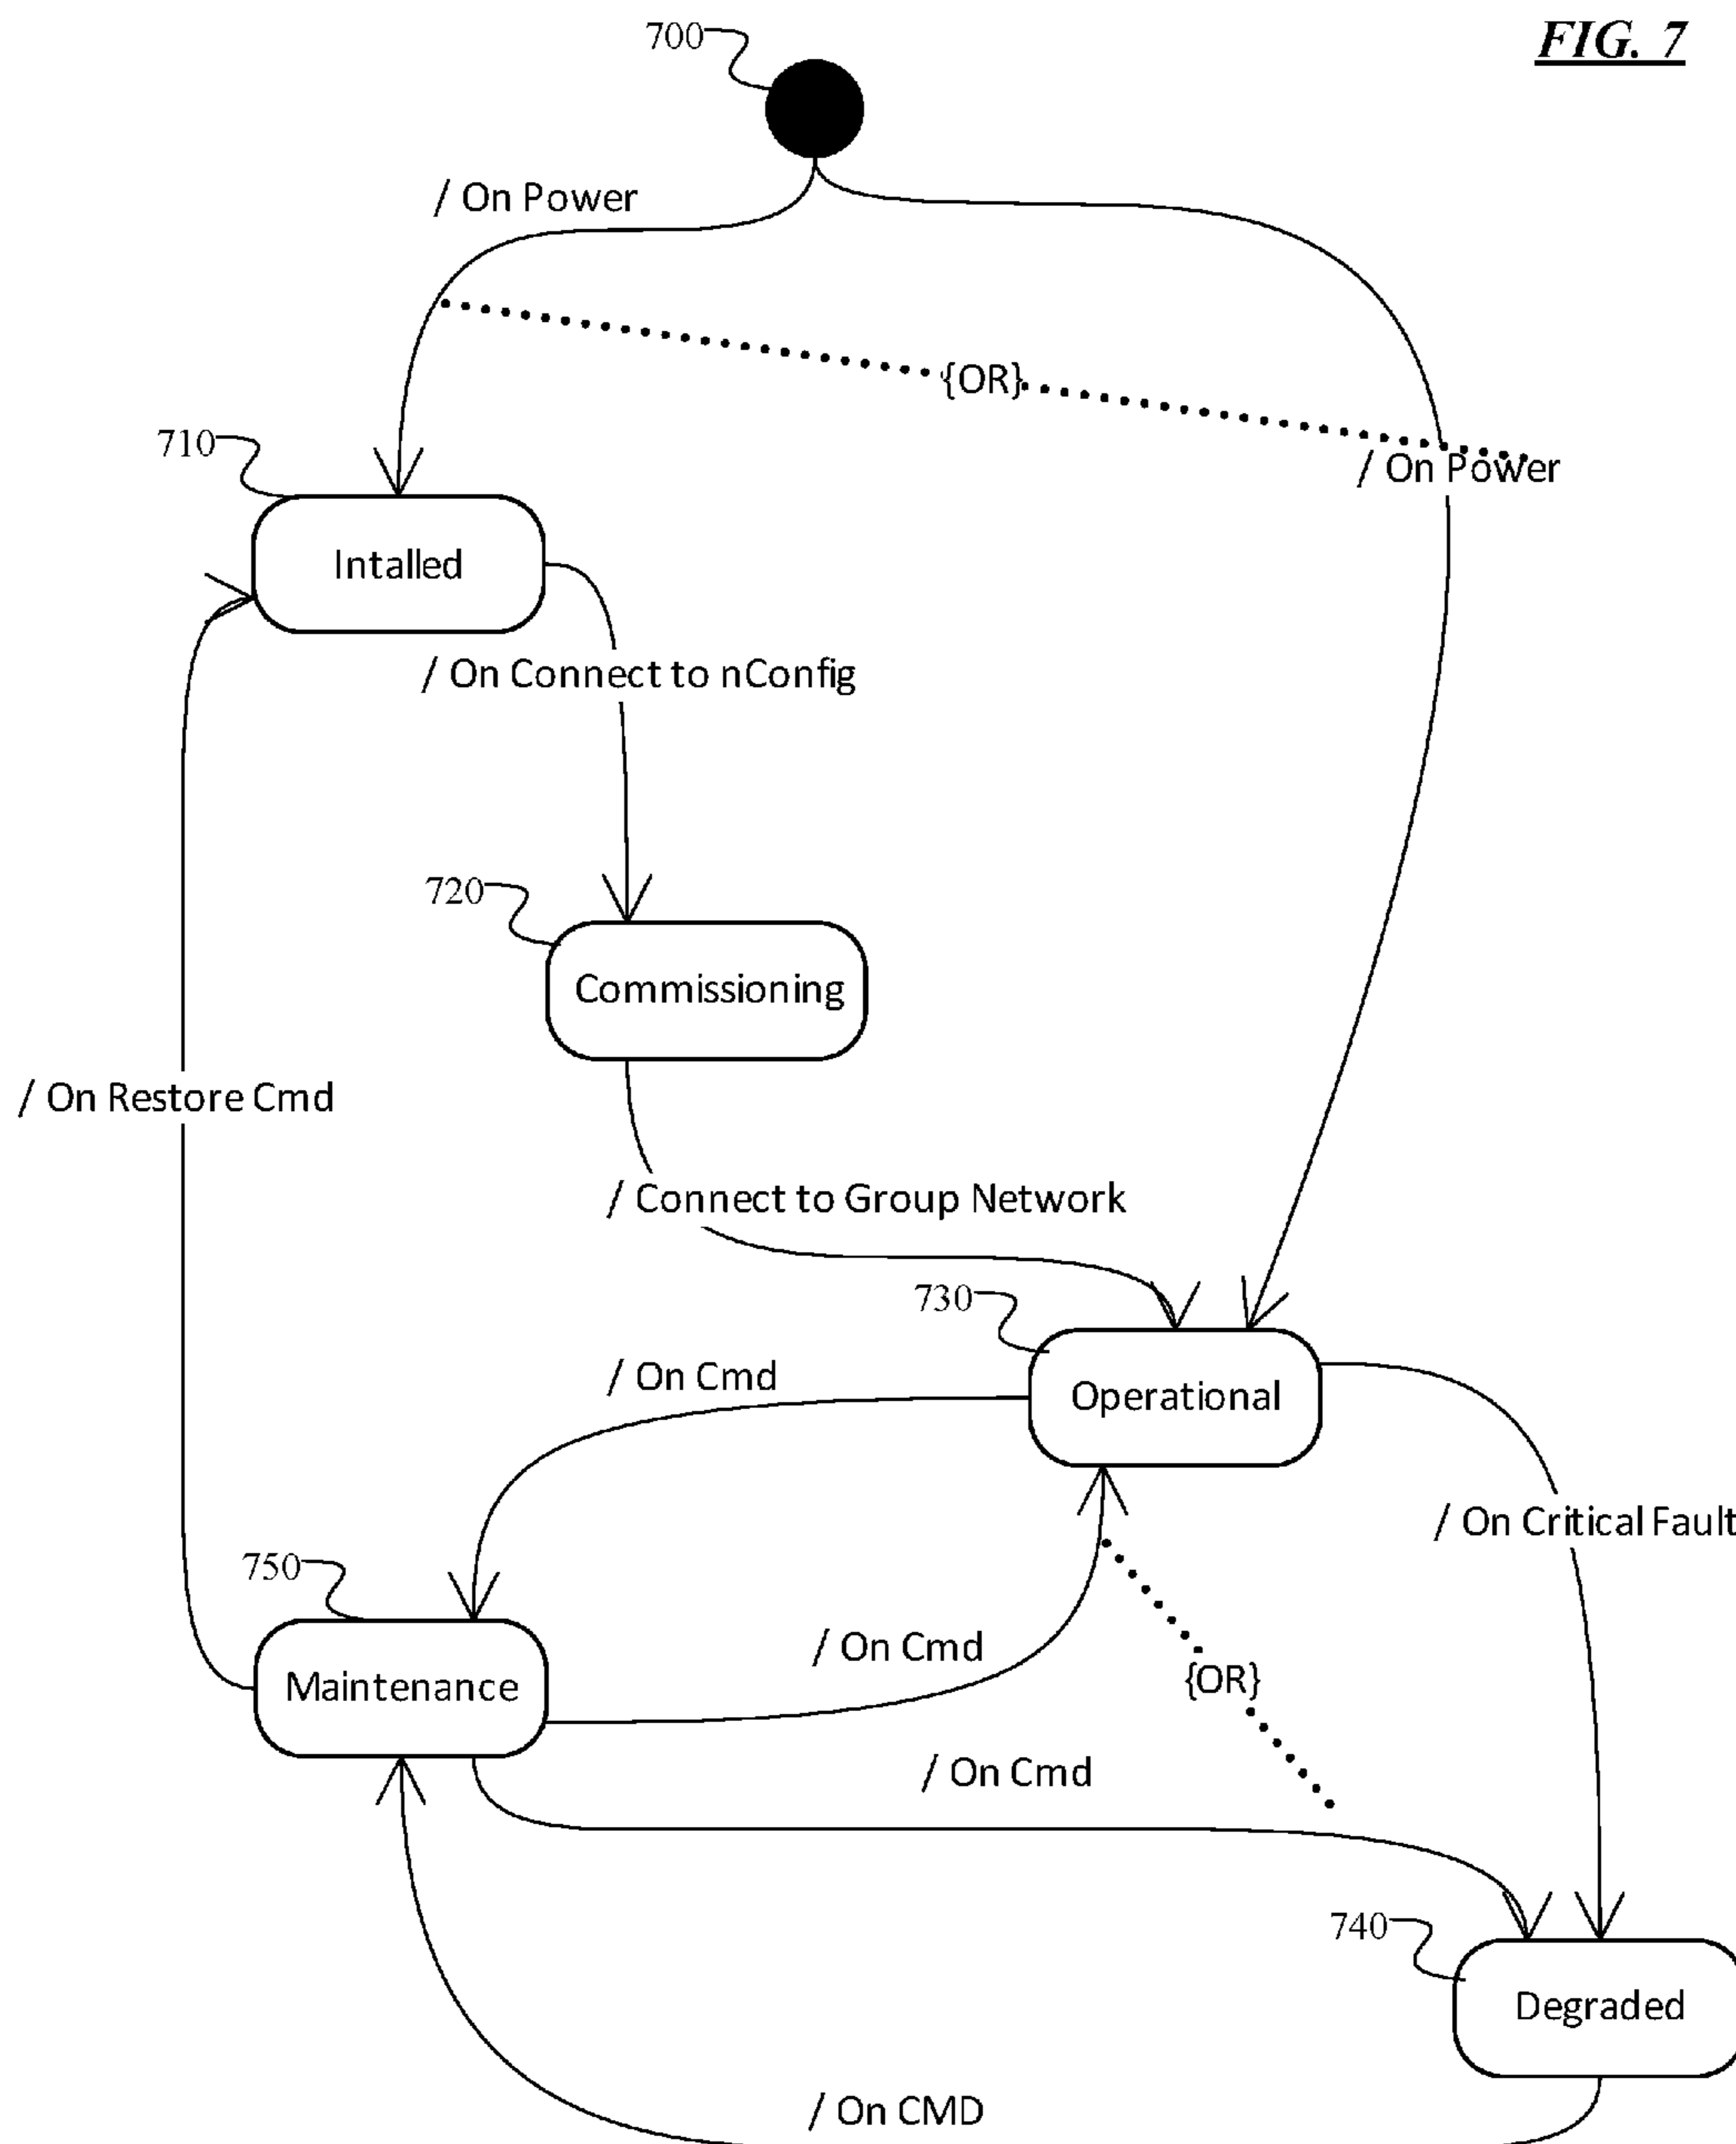 FIG. 7
700
/ On Power
{OR}
/ On Power
710
Intalled
/ On Connect to nConfig
720
Commissioning
/ On Restore Cmd
/ Connect to Group Network
730
/ On Cmd
Operational
/ On Critical Fault
750
/ On Cmd
{OR}
Maintenance
/ On Cmd
740
Degraded
/ On CMD